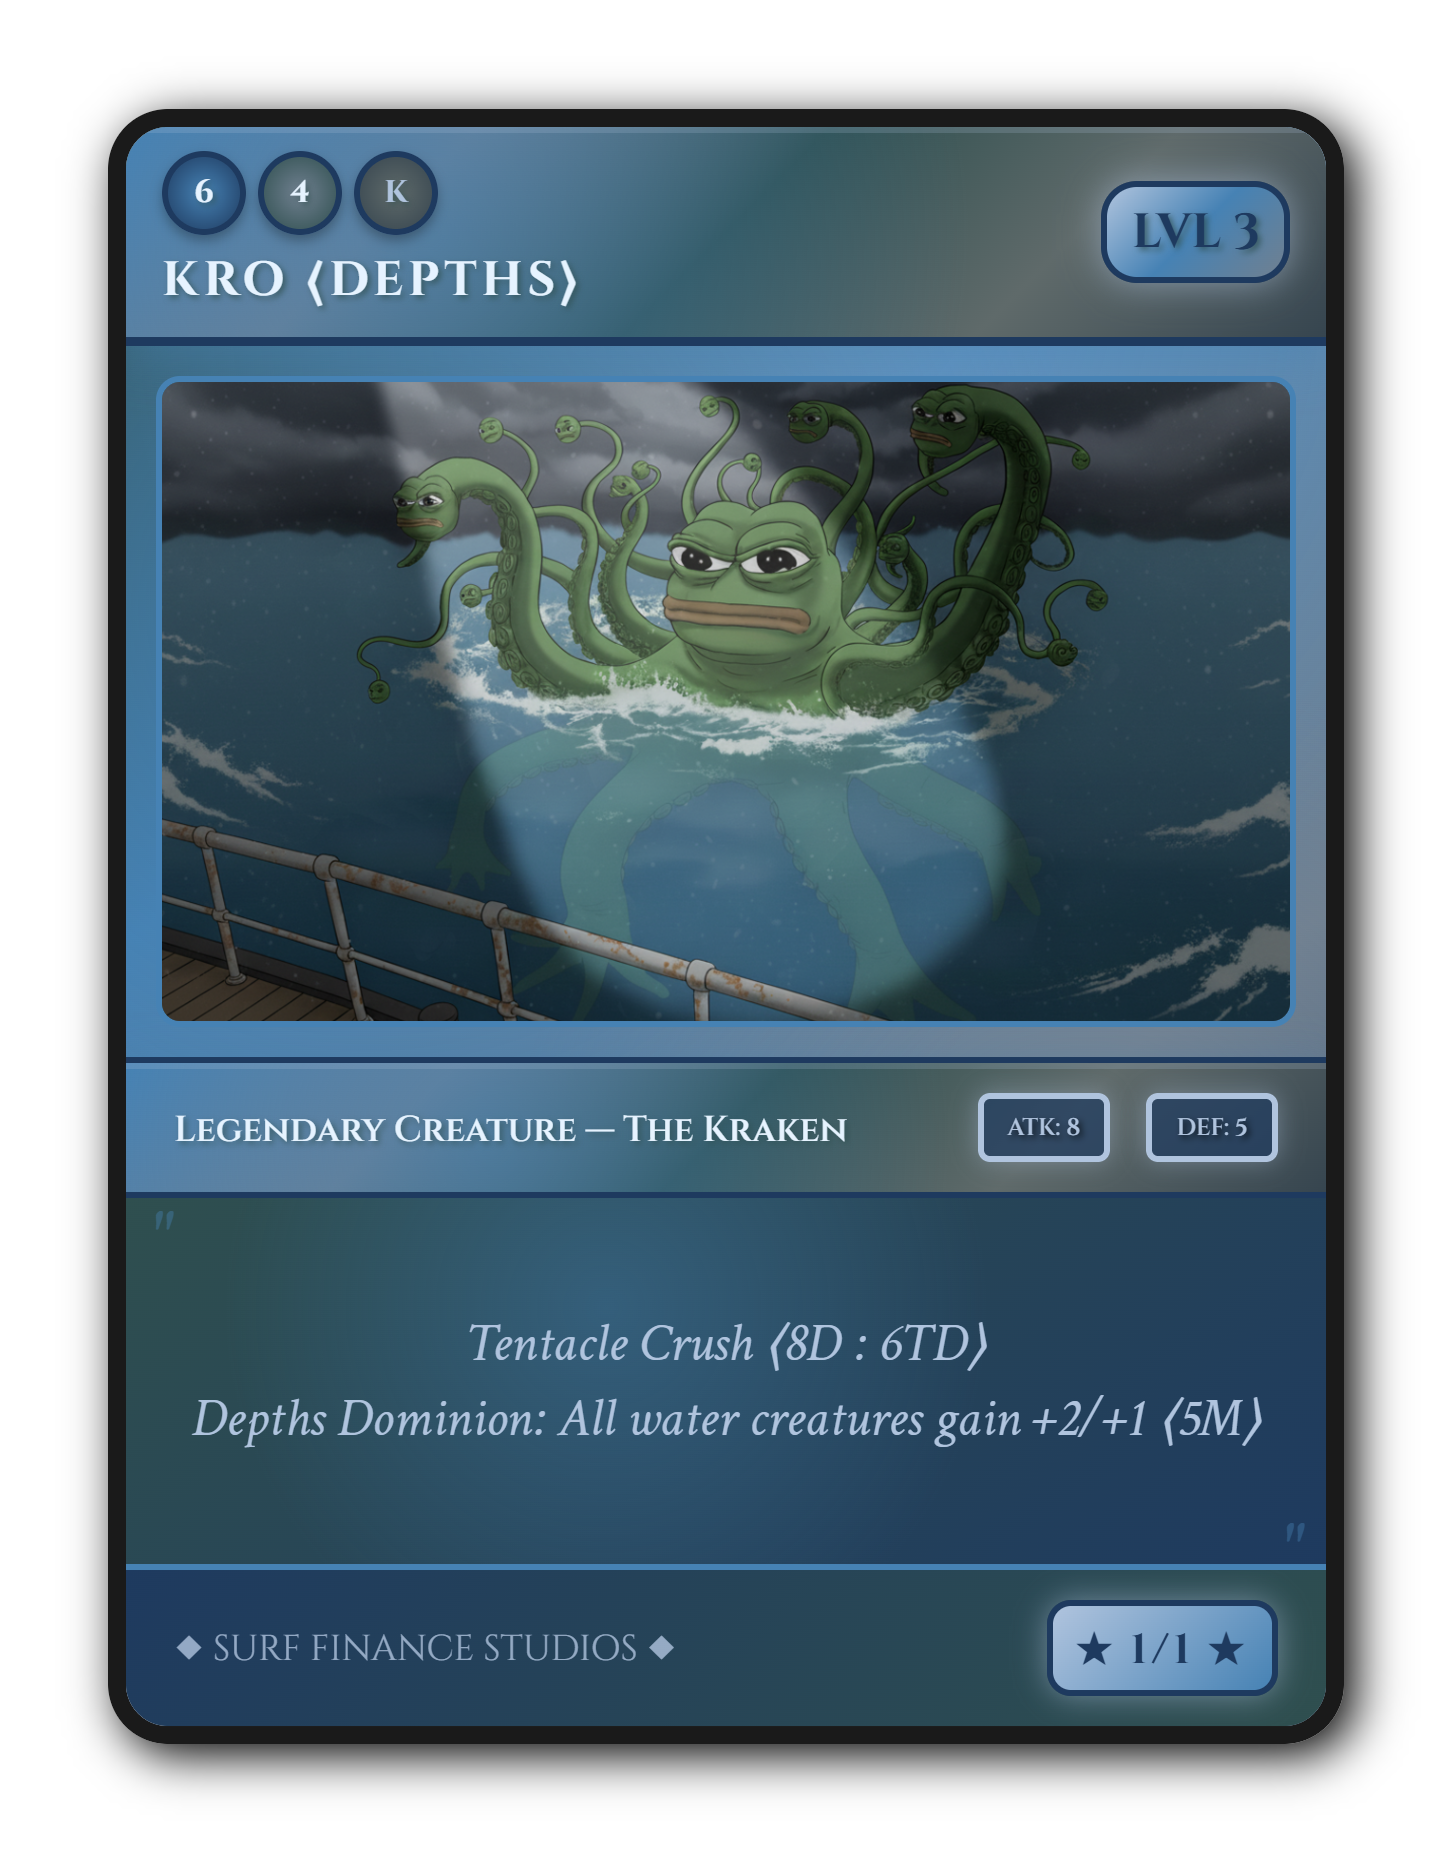 6 4 K
KRO ⟨DEPTHS⟩
LVL 3
LEGENDARY CREATURE — THE KRAKEN
ATK: 8
DEF: 5
"
Tentacle Crush ⟨8D : 6TD⟩
Depths Dominion: All water creatures gain +2/+1 ⟨5M⟩
"
◆ SURF FINANCE STUDIOS ◆
★ 1/1 ★